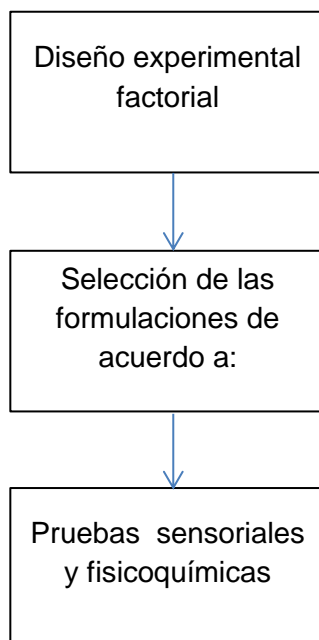 Diseño experimental
factorial
Selección de las
formulaciones de
acuerdo a:
Pruebas sensoriales
y fisicoquímicas